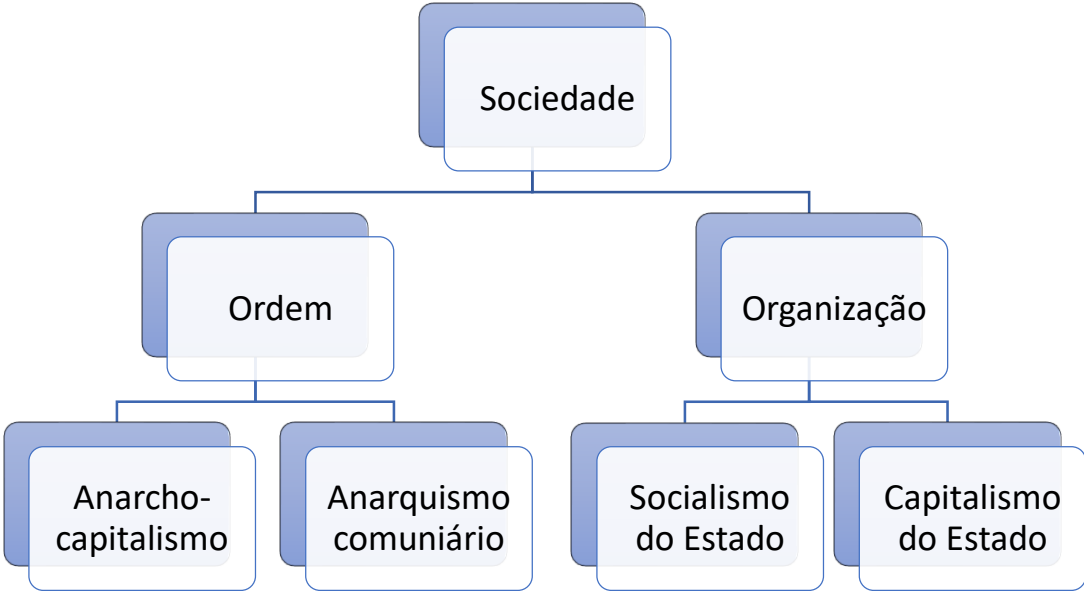 Sociedade
Ordem
Organização
Anarcho-
capitalismo
Anarquismo
comuniário
Socialismo
do Estado
Capitalismo
do Estado